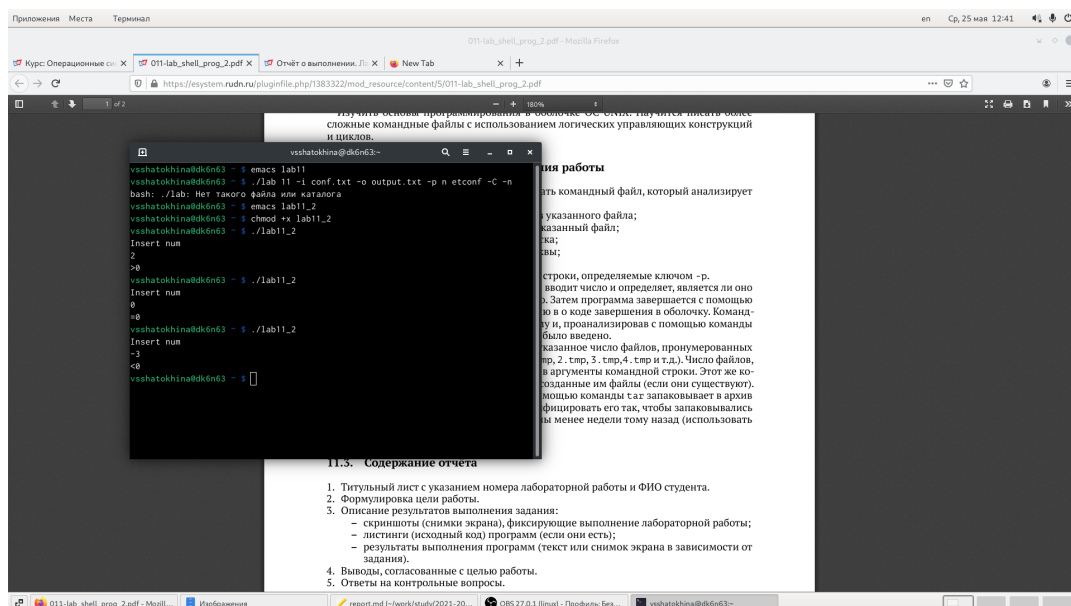 Приложения Места Терминал en Ср, 25 мая 12:41
011-lab_shell_prog_2.pdf - Mozilla Firefox
Курс: Операционные си 011-lab_shell_prog_2.pdf Отчёт о выполнении. Ла New Tab
https://esystem.rudn.ru/pluginfile.php/1383322/mod_resource/content/5/011-lab_shell_prog_2.pdf
1 of 2 180%
Изучить основы программирования в оболочке ОС UNIX. Научится писать более
сложные командные файлы с использованием логических управляющих конструкций
и циклов.
vsshatokhina@dk6n63:~
vsshatokhina@dk6n63 ~ $ emacs lab11
vsshatokhina@dk6n63 ~ $ ./lab 11 -i conf.txt -o output.txt -p n etconf -C -n
bash: ./lab: Нет такого файла или каталога
vsshatokhina@dk6n63 ~ $ emacs lab11_2
vsshatokhina@dk6n63 ~ $ chmod +x lab11_2
vsshatokhina@dk6n63 ~ $ ./lab11_2
Insert num
2
>0
vsshatokhina@dk6n63 ~ $ ./lab11_2
Insert num
0
=0
vsshatokhina@dk6n63 ~ $ ./lab11_2
Insert num
-3
<0
vsshatokhina@dk6n63 ~ $
ия работы
ать командный файл, который анализирует
указанного файла;
казанный файл;
ска;
квы;
строки, определяемые ключом -p.
вводит число и определяет, является ли оно
о. Затем программа завершается с помощью
ю в о коде завершения в оболочку. Команд-
у и, проанализировав с помощью команды
было введено.
казанное число файлов, пронумерованных
mp, 2.tmp, 3.tmp,4.tmp и т.д.). Число файлов,
в аргументы командной строки. Этот же ко-
озданные им файлы (если они существуют).
мощью команды tar запаковывает в архив
фицировать его так, чтобы запаковывались
ы менее недели тому назад (использовать
11.3. Содержание отчёта
1. Титульный лист с указанием номера лабораторной работы и ФИО студента.
2. Формулировка цели работы.
3. Описание результатов выполнения задания:
– скриншоты (снимки экрана), фиксирующие выполнение лабораторной работы;
– листинги (исходный код) программ (если они есть);
– результаты выполнения программ (текст или снимок экрана в зависимости от
задания).
4. Выводы, согласованные с целью работы.
5. Ответы на контрольные вопросы.
011-lab_shell_prog_2.pdf - Mozill... Изображения report.md (~/work/study/2021-20... OBS 27.0.1 (linux) - Профиль: Без... vsshatokhina@dk6n63:~